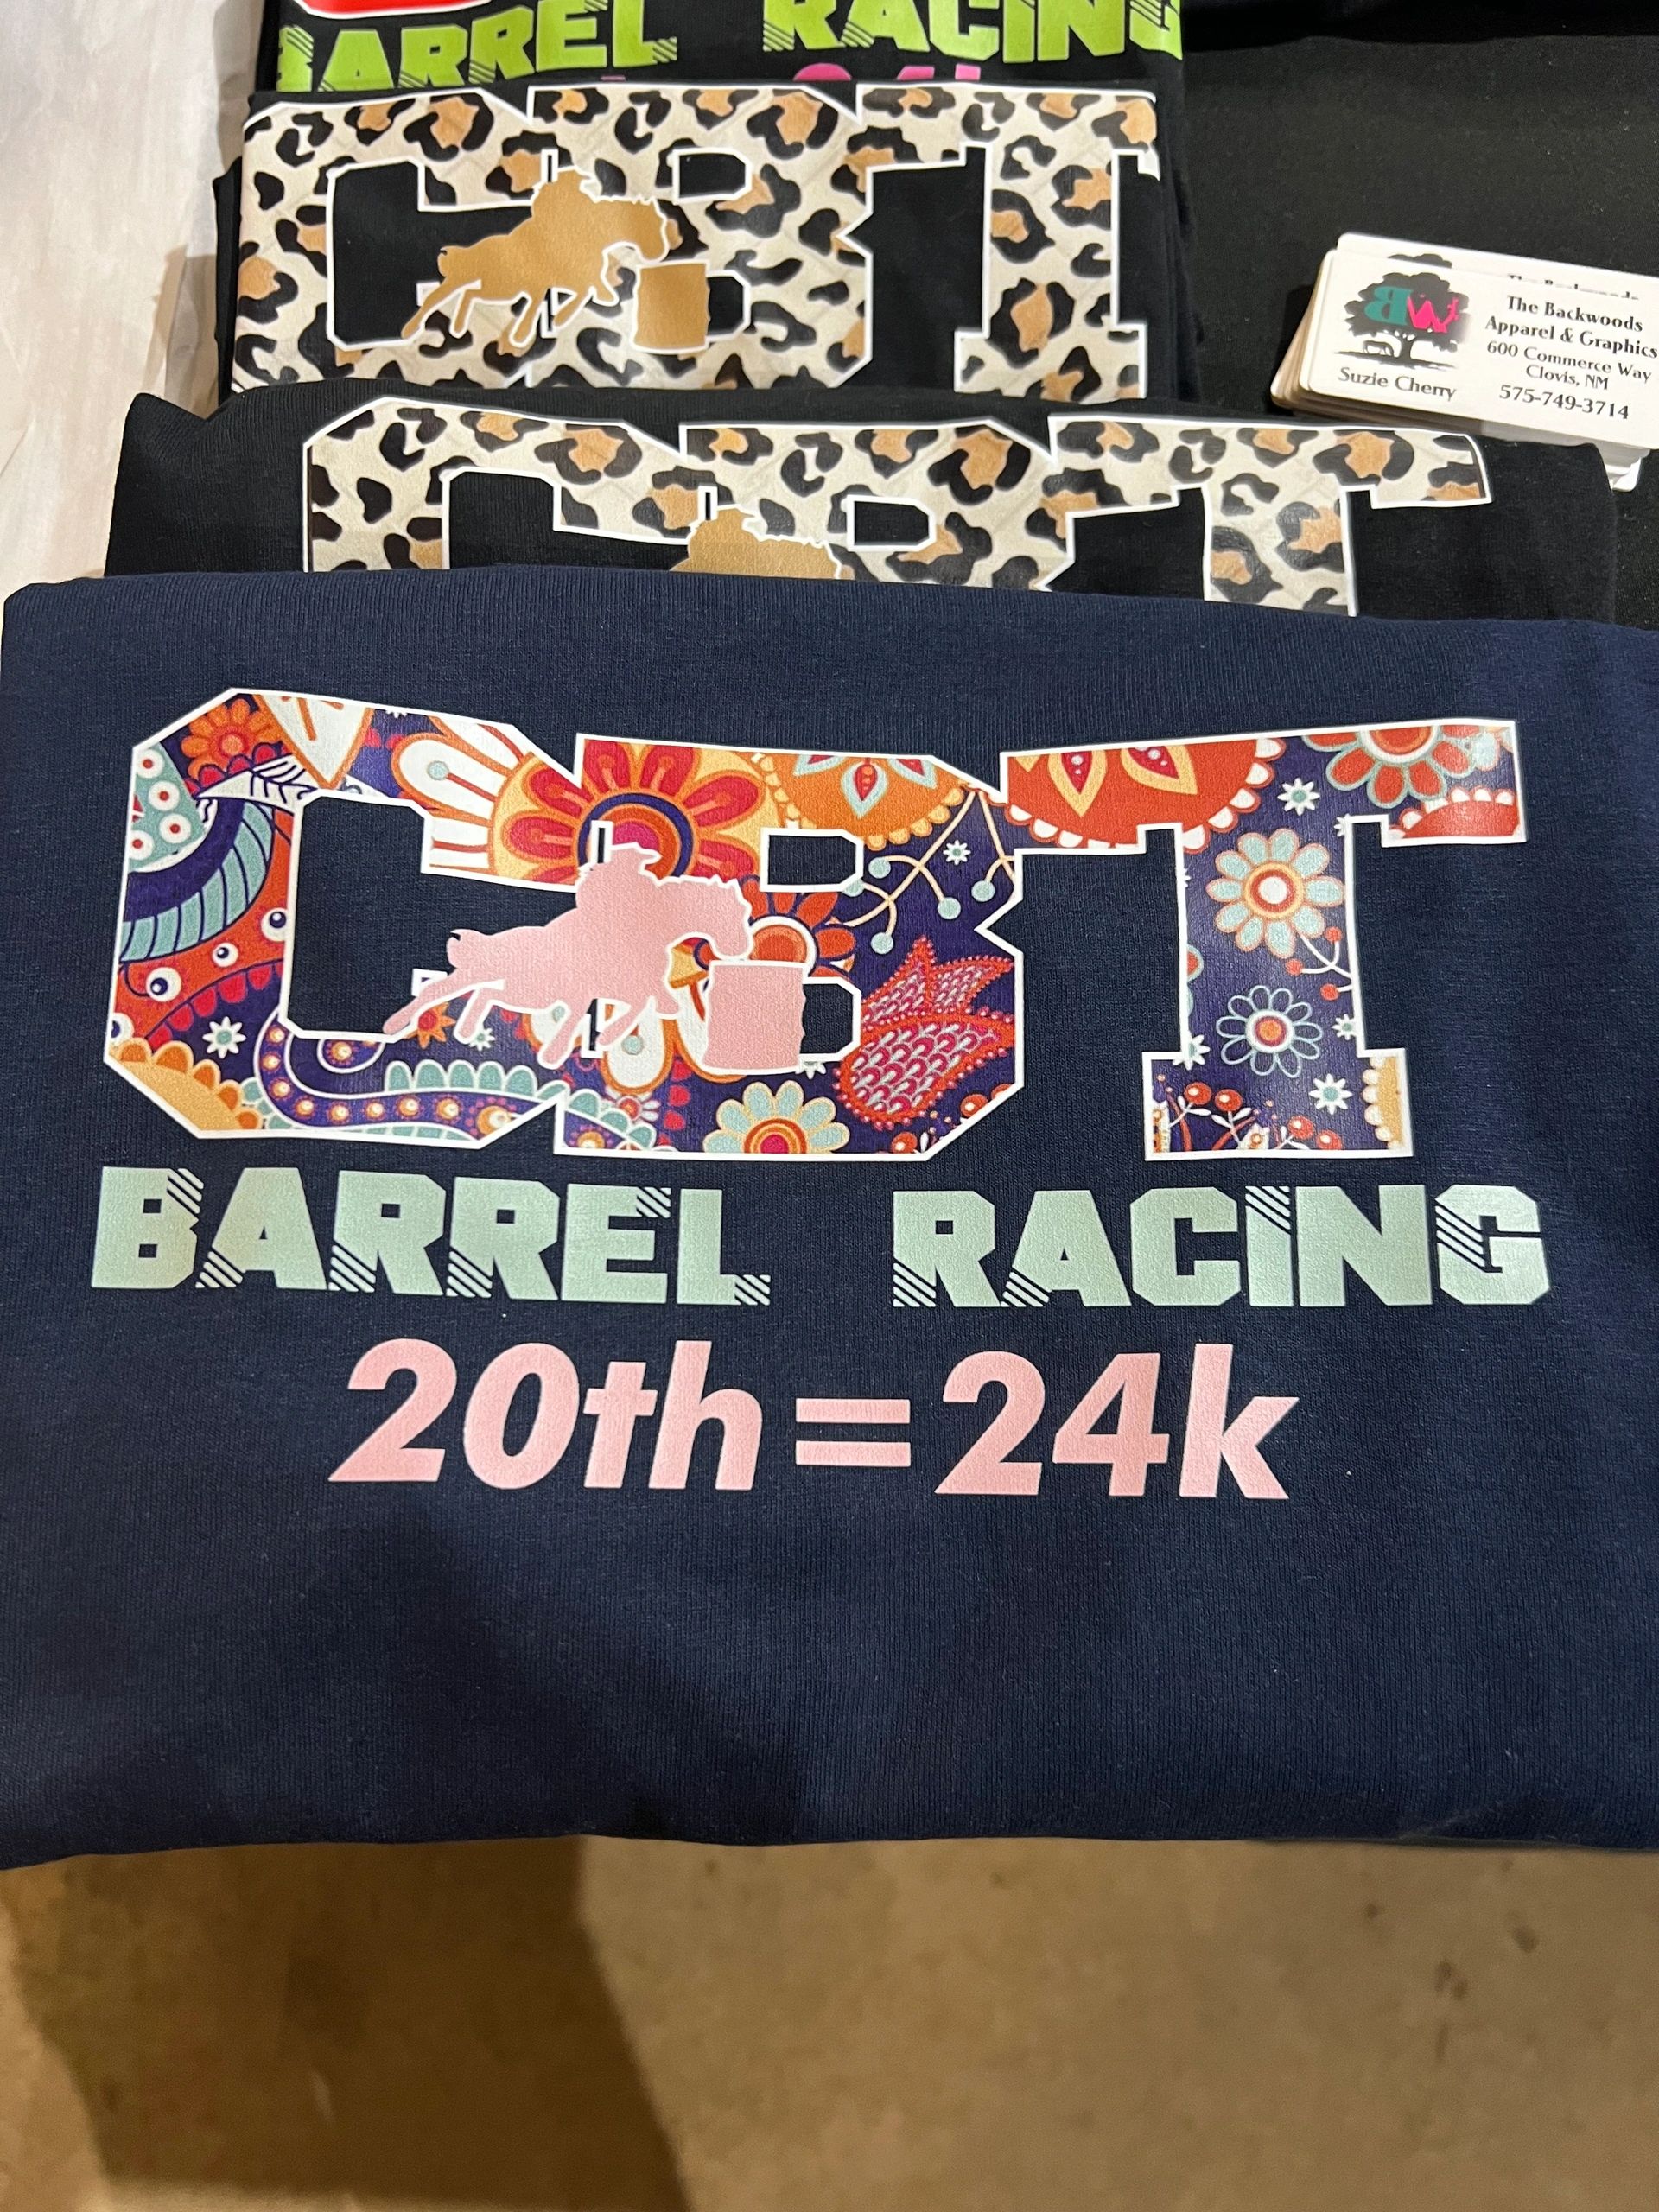 BARREL RACING
CBT
CBT
BW
Suzie Cherry
The Backwoods
Apparel & Graphics
600 Commerce Way
Clovis, NM
575-749-3714
CBT
BARREL RACING
20th=24k